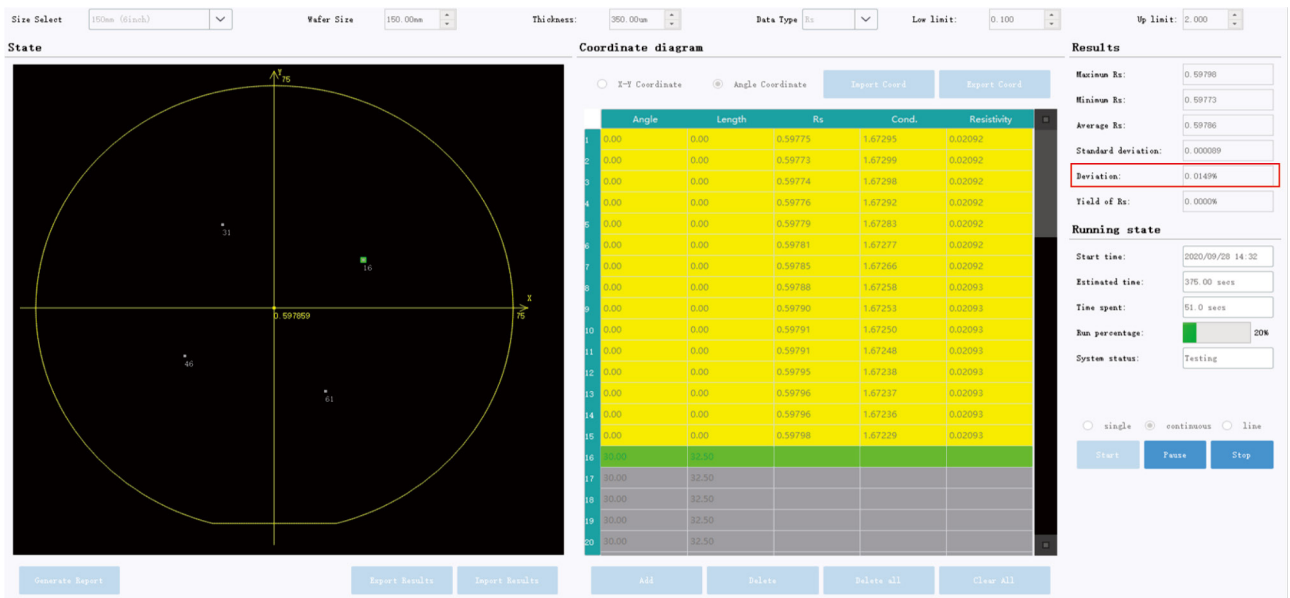 Size Select 150mm (6inch) Wafer Size 150.00mm Thickness: 350.00um Data Type Rs Low limit: 0.100 Up limit: 2.000
State
Y
75
31
16
X
75
0.597859
46
61
Generate Report Export Results Import Results
Coordinate diagram
X-Y Coordinate Angle Coordinate Import Coord Export Coord
Angle Length Rs Cond. Resistivity
1 0.00 0.00 0.59775 1.67295 0.02092
2 0.00 0.00 0.59773 1.67299 0.02092
3 0.00 0.00 0.59774 1.67298 0.02092
4 0.00 0.00 0.59776 1.67292 0.02092
5 0.00 0.00 0.59779 1.67283 0.02092
6 0.00 0.00 0.59781 1.67277 0.02092
7 0.00 0.00 0.59785 1.67266 0.02092
8 0.00 0.00 0.59788 1.67258 0.02093
9 0.00 0.00 0.59790 1.67253 0.02093
10 0.00 0.00 0.59791 1.67250 0.02093
11 0.00 0.00 0.59791 1.67248 0.02093
12 0.00 0.00 0.59795 1.67238 0.02093
13 0.00 0.00 0.59796 1.67237 0.02093
14 0.00 0.00 0.59796 1.67236 0.02093
15 0.00 0.00 0.59798 1.67229 0.02093
16 30.00 32.50
17 30.00 32.50
18 30.00 32.50
19 30.00 32.50
20 30.00 32.50
Add Delete Delete all Clear All
Results
Maximum Rs: 0.59798
Minimum Rs: 0.59773
Average Rs: 0.59786
Standard deviation: 0.000089
Deviation: 0.0149%
Yield of Rs: 0.0000%
Running state
Start time: 2020/09/28 14:32
Estimated time: 375.00 secs
Time spent: 51.0 secs
Run percentage: 20%
System status: Testing
single continuous line
Start Pause Stop